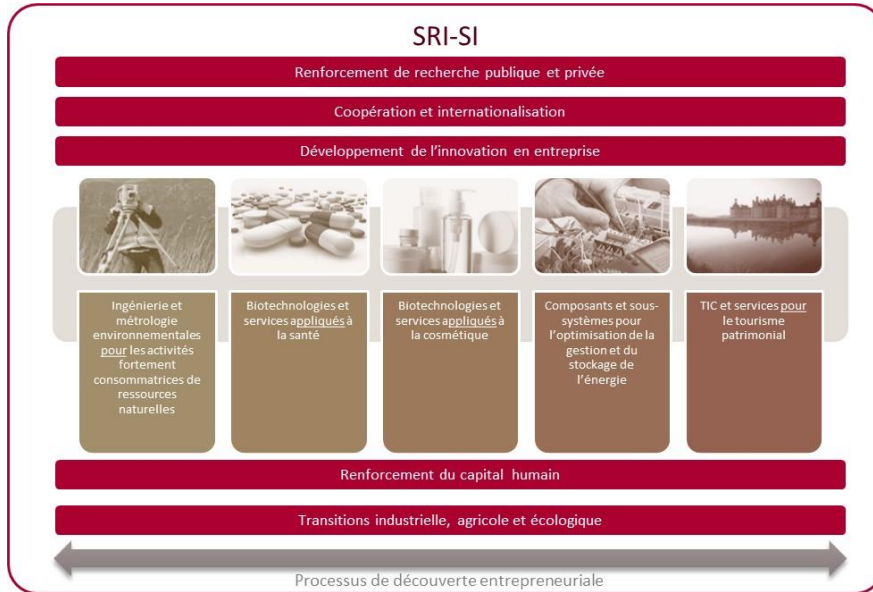 SRI-SI
Renforcement de recherche publique et privée
Coopération et internationalisation
Développement de l'innovation en entreprise
Ingénierie et
métrologie
environnementales
pour les activités
fortement
consommatrices de
ressources
naturelles
Biotechnologies et
services appliqués à
la santé
Biotechnologies et
services appliqués à
la cosmétique
Composants et sous-
systèmes pour
l'optimisation de la
gestion et du
stockage de
l'énergie
TIC et services pour
le tourisme
patrimonial
Renforcement du capital humain
Transitions industrielle, agricole et écologique
Processus de découverte entrepreneuriale